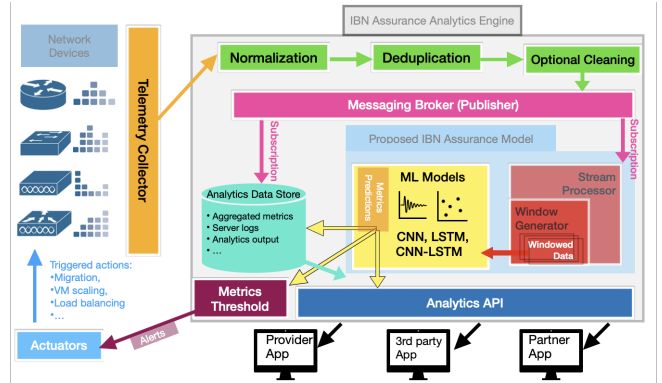 IBN Assurance Analytics Engine
Network
Devices
Telemetry Collector
Normalization
Deduplication
Optional Cleaning
Messaging Broker (Publisher)
Subscription
Subscription
Proposed IBN Assurance Model
Analytics Data Store
• Aggregated metrics
• Server logs
• Analytics output
• ...
Metrics
Predictions
ML Models
CNN, LSTM,
CNN-LSTM
Stream
Processor
Window
Generator
Windowed
Data
Triggered actions:
•Migration,
•VM scaling,
•Load balancing
•...
Metrics
Threshold
Analytics API
Actuators
Alerts
Provider
App
3rd party
App
Partner
App